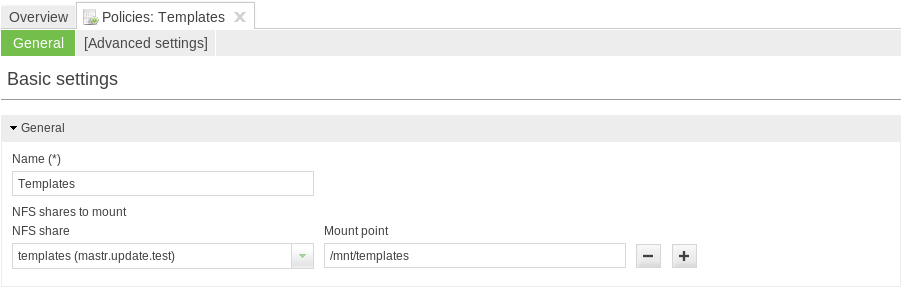 Overview Policies: Templates
General [Advanced settings]
Basic settings
General
Name (*)
Templates
NFS shares to mount
NFS share Mount point
templates (mastr.update.test) /mnt/templates